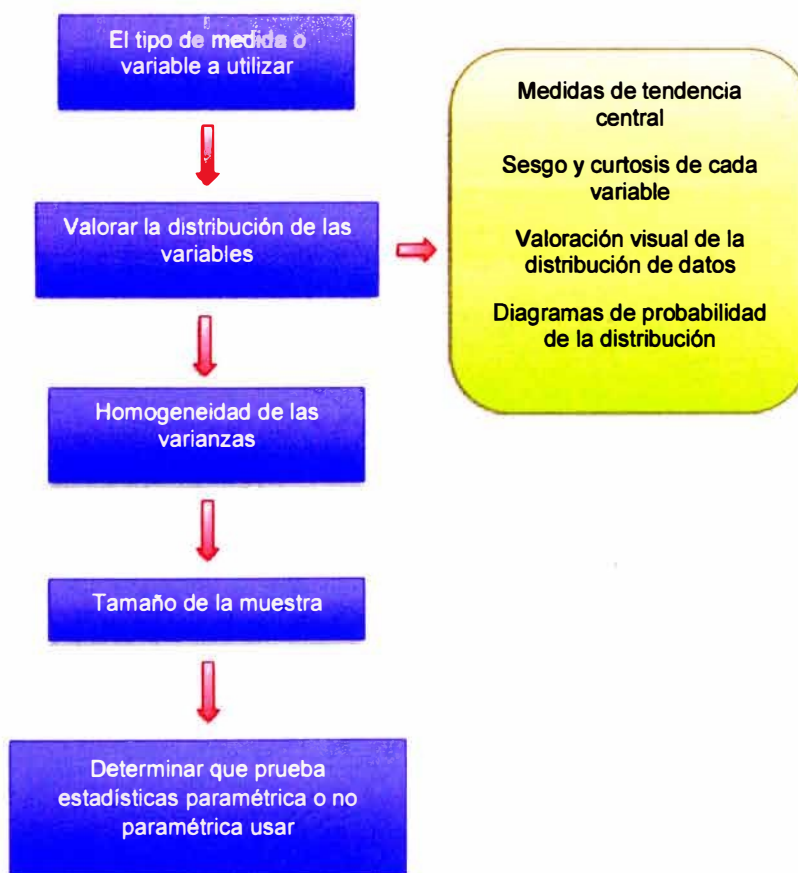 El tipo de medida o
variable a utilizar
Valorar la distribución de las
variables
Homogeneidad de las
varianzas
Tamaño de la muestra
Determinar que prueba
estadísticas paramétrica o no
paramétrica usar
Medidas de tendencia
central
Sesgo y curtosis de cada
variable
Valoración visual de la
distribución de datos
Diagramas de probabilidad
de la distribución